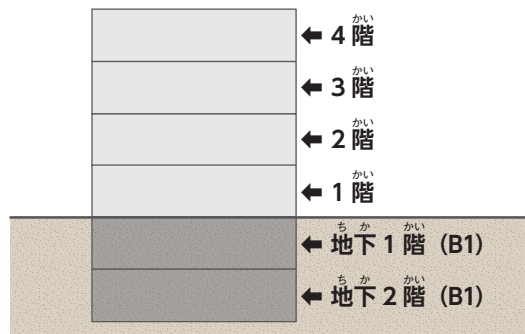 かい
⬅ 4 階
かい
⬅ 3 階
かい
⬅ 2 階
かい
⬅ 1 階
ち か かい
⬅ 地下 1 階 (B1)
ち か かい
⬅ 地下 2 階 (B1)